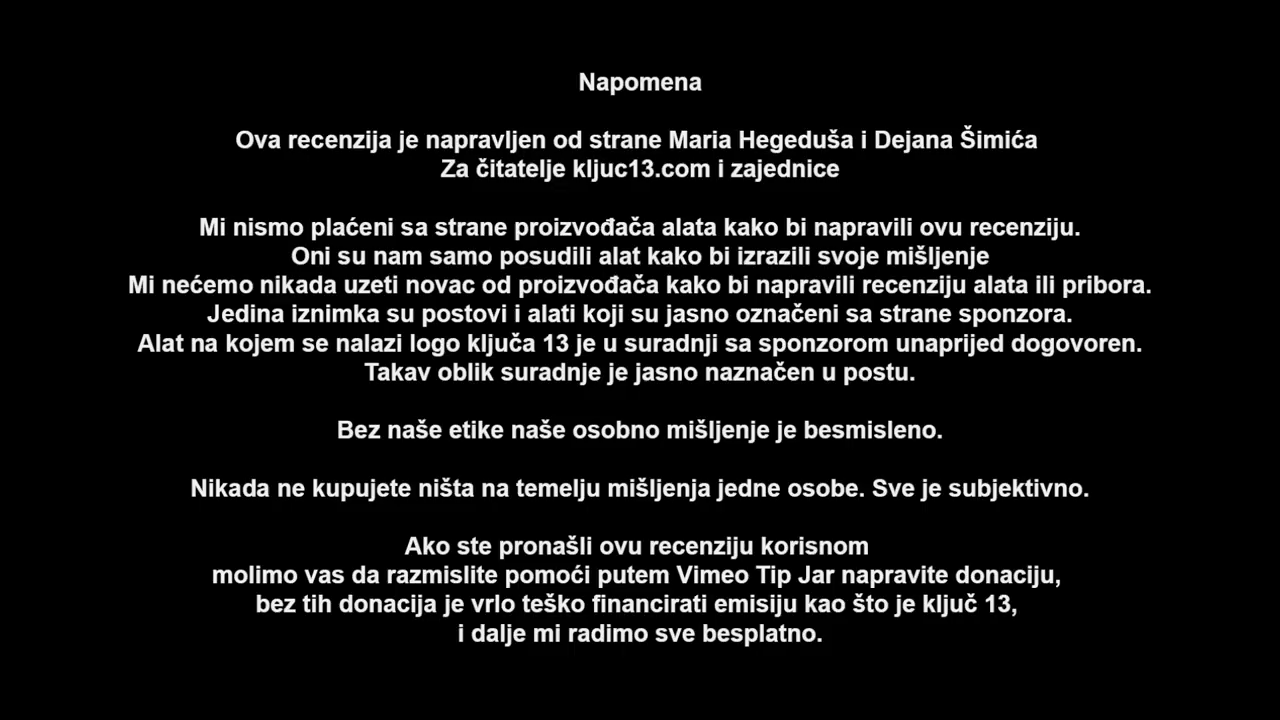 Napomena
Ova recenzija je napravljen od strane Maria Hegeduša i Dejana Šimića
Za čitatelje kljuc13.com i zajednice
Mi nismo plaćeni sa strane proizvođača alata kako bi napravili ovu recenziju.
Oni su nam samo posudili alat kako bi izrazili svoje mišljenje
Mi nećemo nikada uzeti novac od proizvođača kako bi napravili recenziju alata ili pribora.
Jedina iznimka su postovi i alati koji su jasno označeni sa strane sponzora.
Alat na kojem se nalazi logo ključa 13 je u suradnji sa sponzorom unaprijed dogovoren.
Takav oblik suradnje je jasno naznačen u postu.
Bez naše etike naše osobno mišljenje je besmisleno.
Nikada ne kupujete ništa na temelju mišljenja jedne osobe. Sve je subjektivno.
Ako ste pronašli ovu recenziju korisnom
molimo vas da razmislite pomoći putem Vimeo Tip Jar napravite donaciju,
bez tih donacija je vrlo teško financirati emisiju kao što je ključ 13,
i dalje mi radimo sve besplatno.